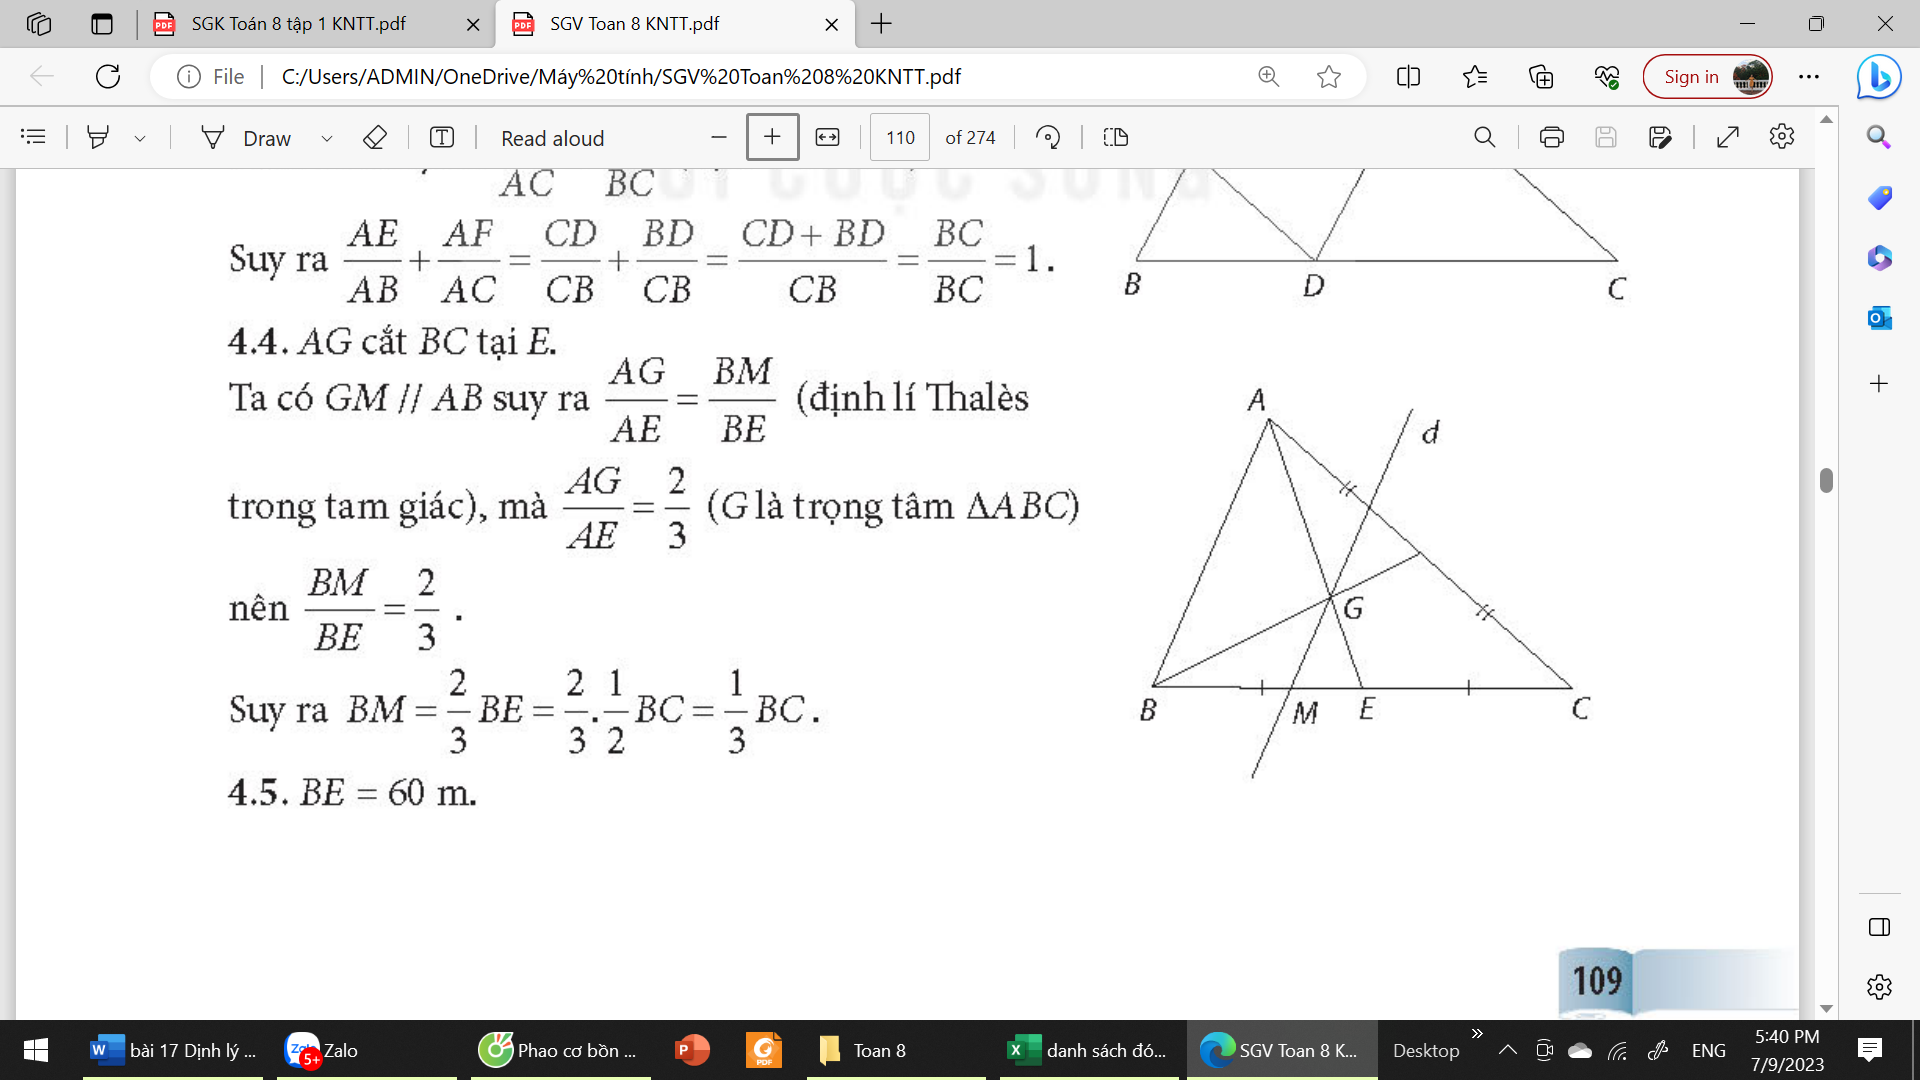 SGK Toán 8 tập 1 KNTT.pdf
SGV Toan 8 KNTT.pdf
File
C:/Users/ADMIN/OneDrive/Máy%20tính/SGV%20Toan%208%20KNTT.pdf
Sign in
Draw
Read aloud
110 of 274
AC BC
Suy ra AE/AB + AF/AC = CD/CB + BD/CB = CD + BD/CB = BC/BC = 1.
B D C
4.4. AG cắt BC tại E.
Ta có GM // AB suy ra AG/AE = BM/BE (định lí Thalès
trong tam giác), mà AG/AE = 2/3 (G là trọng tâm ΔABC)
nên BM/BE = 2/3.
Suy ra BM = 2/3 BE = 2/3 . 1/2 BC = 1/3 BC.
4.5. BE = 60 m.
A
d
G
B M E C
109
bài 17 Dịnh lý ...
Zalo
5+
Phao cơ bồn ...
Toan 8
danh sách đó...
SGV Toan 8 K...
Desktop
ENG
5:40 PM
7/9/2023